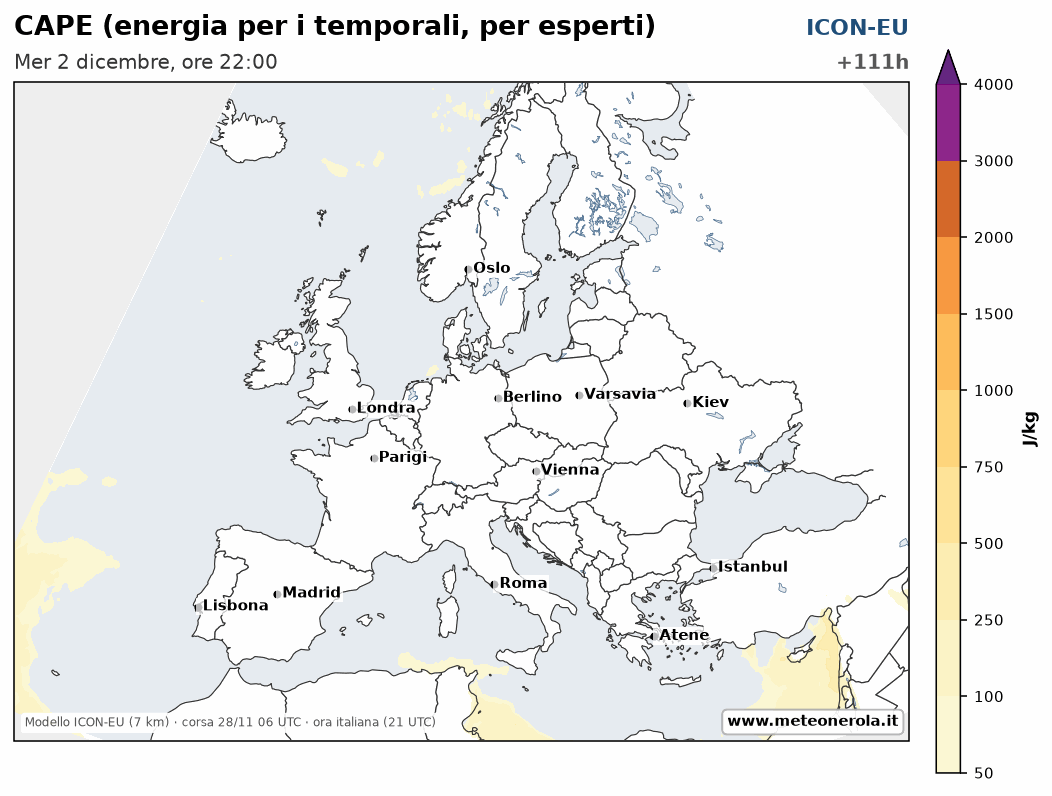 CAPE (energia per i temporali, per esperti)
ICON-EU
Mer 2 dicembre, ore 22:00
+111h
4000
3000
2000
1500
1000
750
500
250
100
50
J/kg
Oslo
Berlino
Varsavia
Kiev
Londra
Parigi
Vienna
Istanbul
Roma
Madrid
Lisbona
Atene
Modello ICON-EU (7 km) · corsa 28/11 06 UTC · ora italiana (21 UTC)
www.meteonerola.it